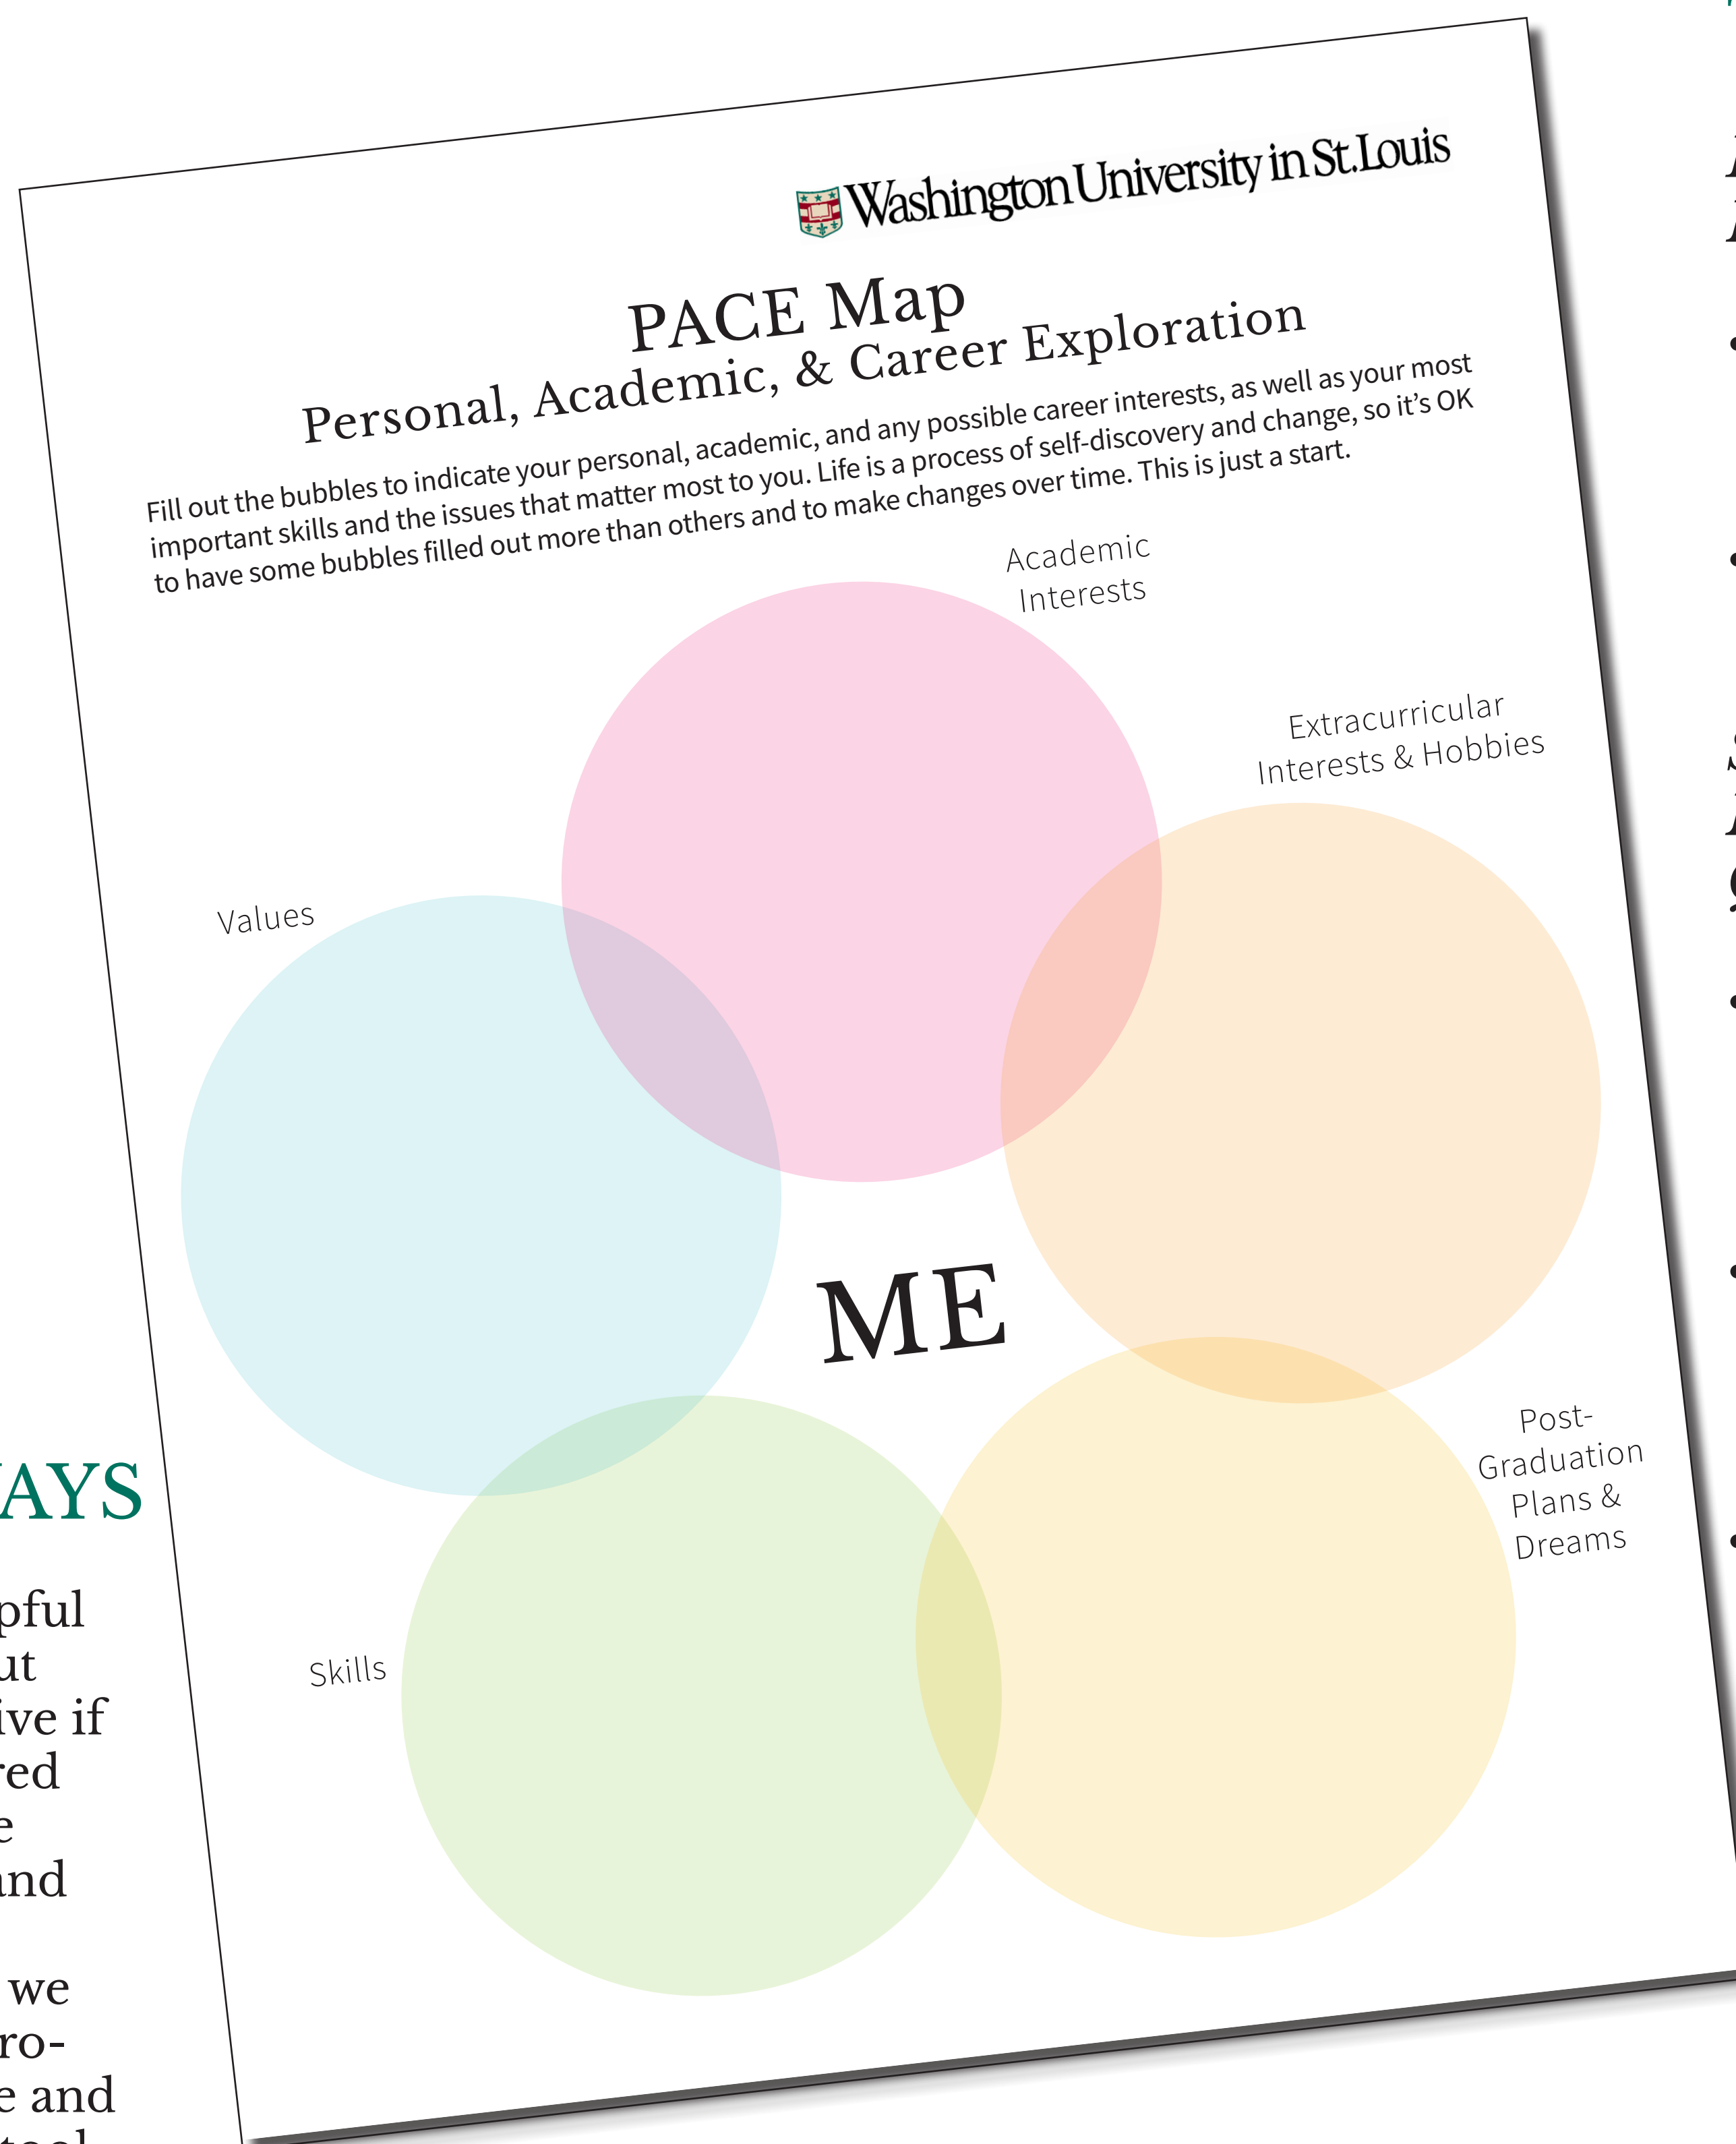 Washington University in St.Louis
PACE Map
Personal, Academic, & Career Exploration
Fill out the bubbles to indicate your personal, academic, and any possible career interests, as well as your most
important skills and the issues that matter most to you. Life is a process of self-discovery and change, so it’s OK
to have some bubbles filled out more than others and to make changes over time. This is just a start.
Academic
Interests
Extracurricular
Interests & Hobbies
Values
ME
Post-
Graduation
Plans &
Dreams
Skills
AYS
pful
ut
ive if
red
e
and
we
ro-
e and